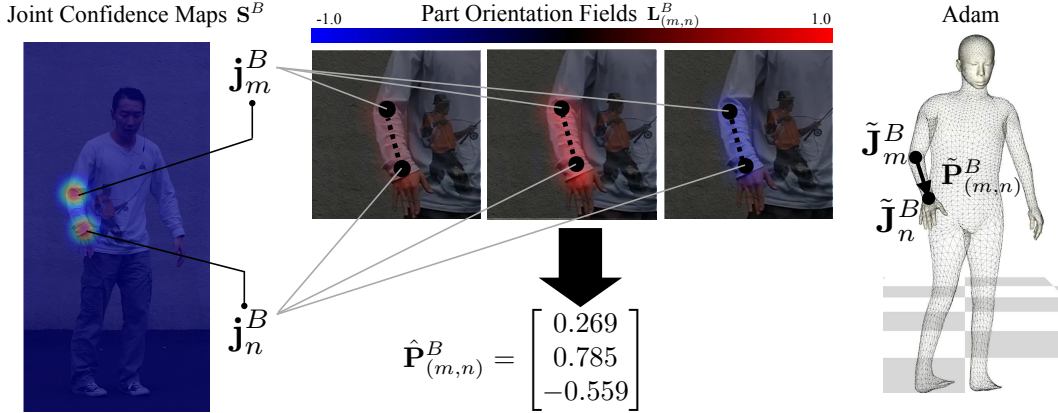 Joint Confidence Maps S^B
-1.0 Part Orientation Fields L^B_{(m,n)} 1.0
Adam
j^B_m
j^B_n
P̂^B_{(m,n)} = [0.269
0.785
−0.559]
J̃^B_m
P̃^B_{(m,n)}
J̃^B_n